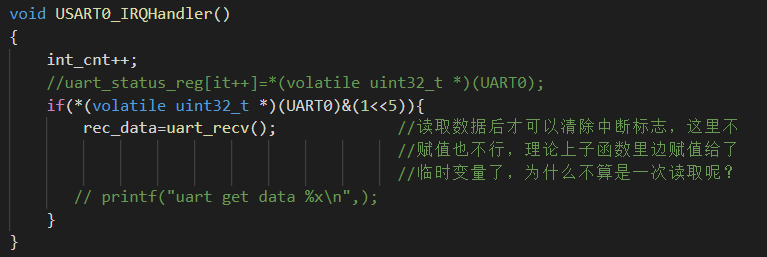 void USART0_IRQHandler()
{
int_cnt++;
//uart_status_reg[it++]=*(volatile uint32_t *)(UART0);
if(*(volatile uint32_t *)(UART0)&(1<<5)){
rec_data=uart_recv(); //读取数据后才可以清除中断标志，这里不
//赋值也不行，理论上子函数里边赋值给了
//临时变量了，为什么不算是一次读取呢？
// printf("uart get data %x\n",);
}
}